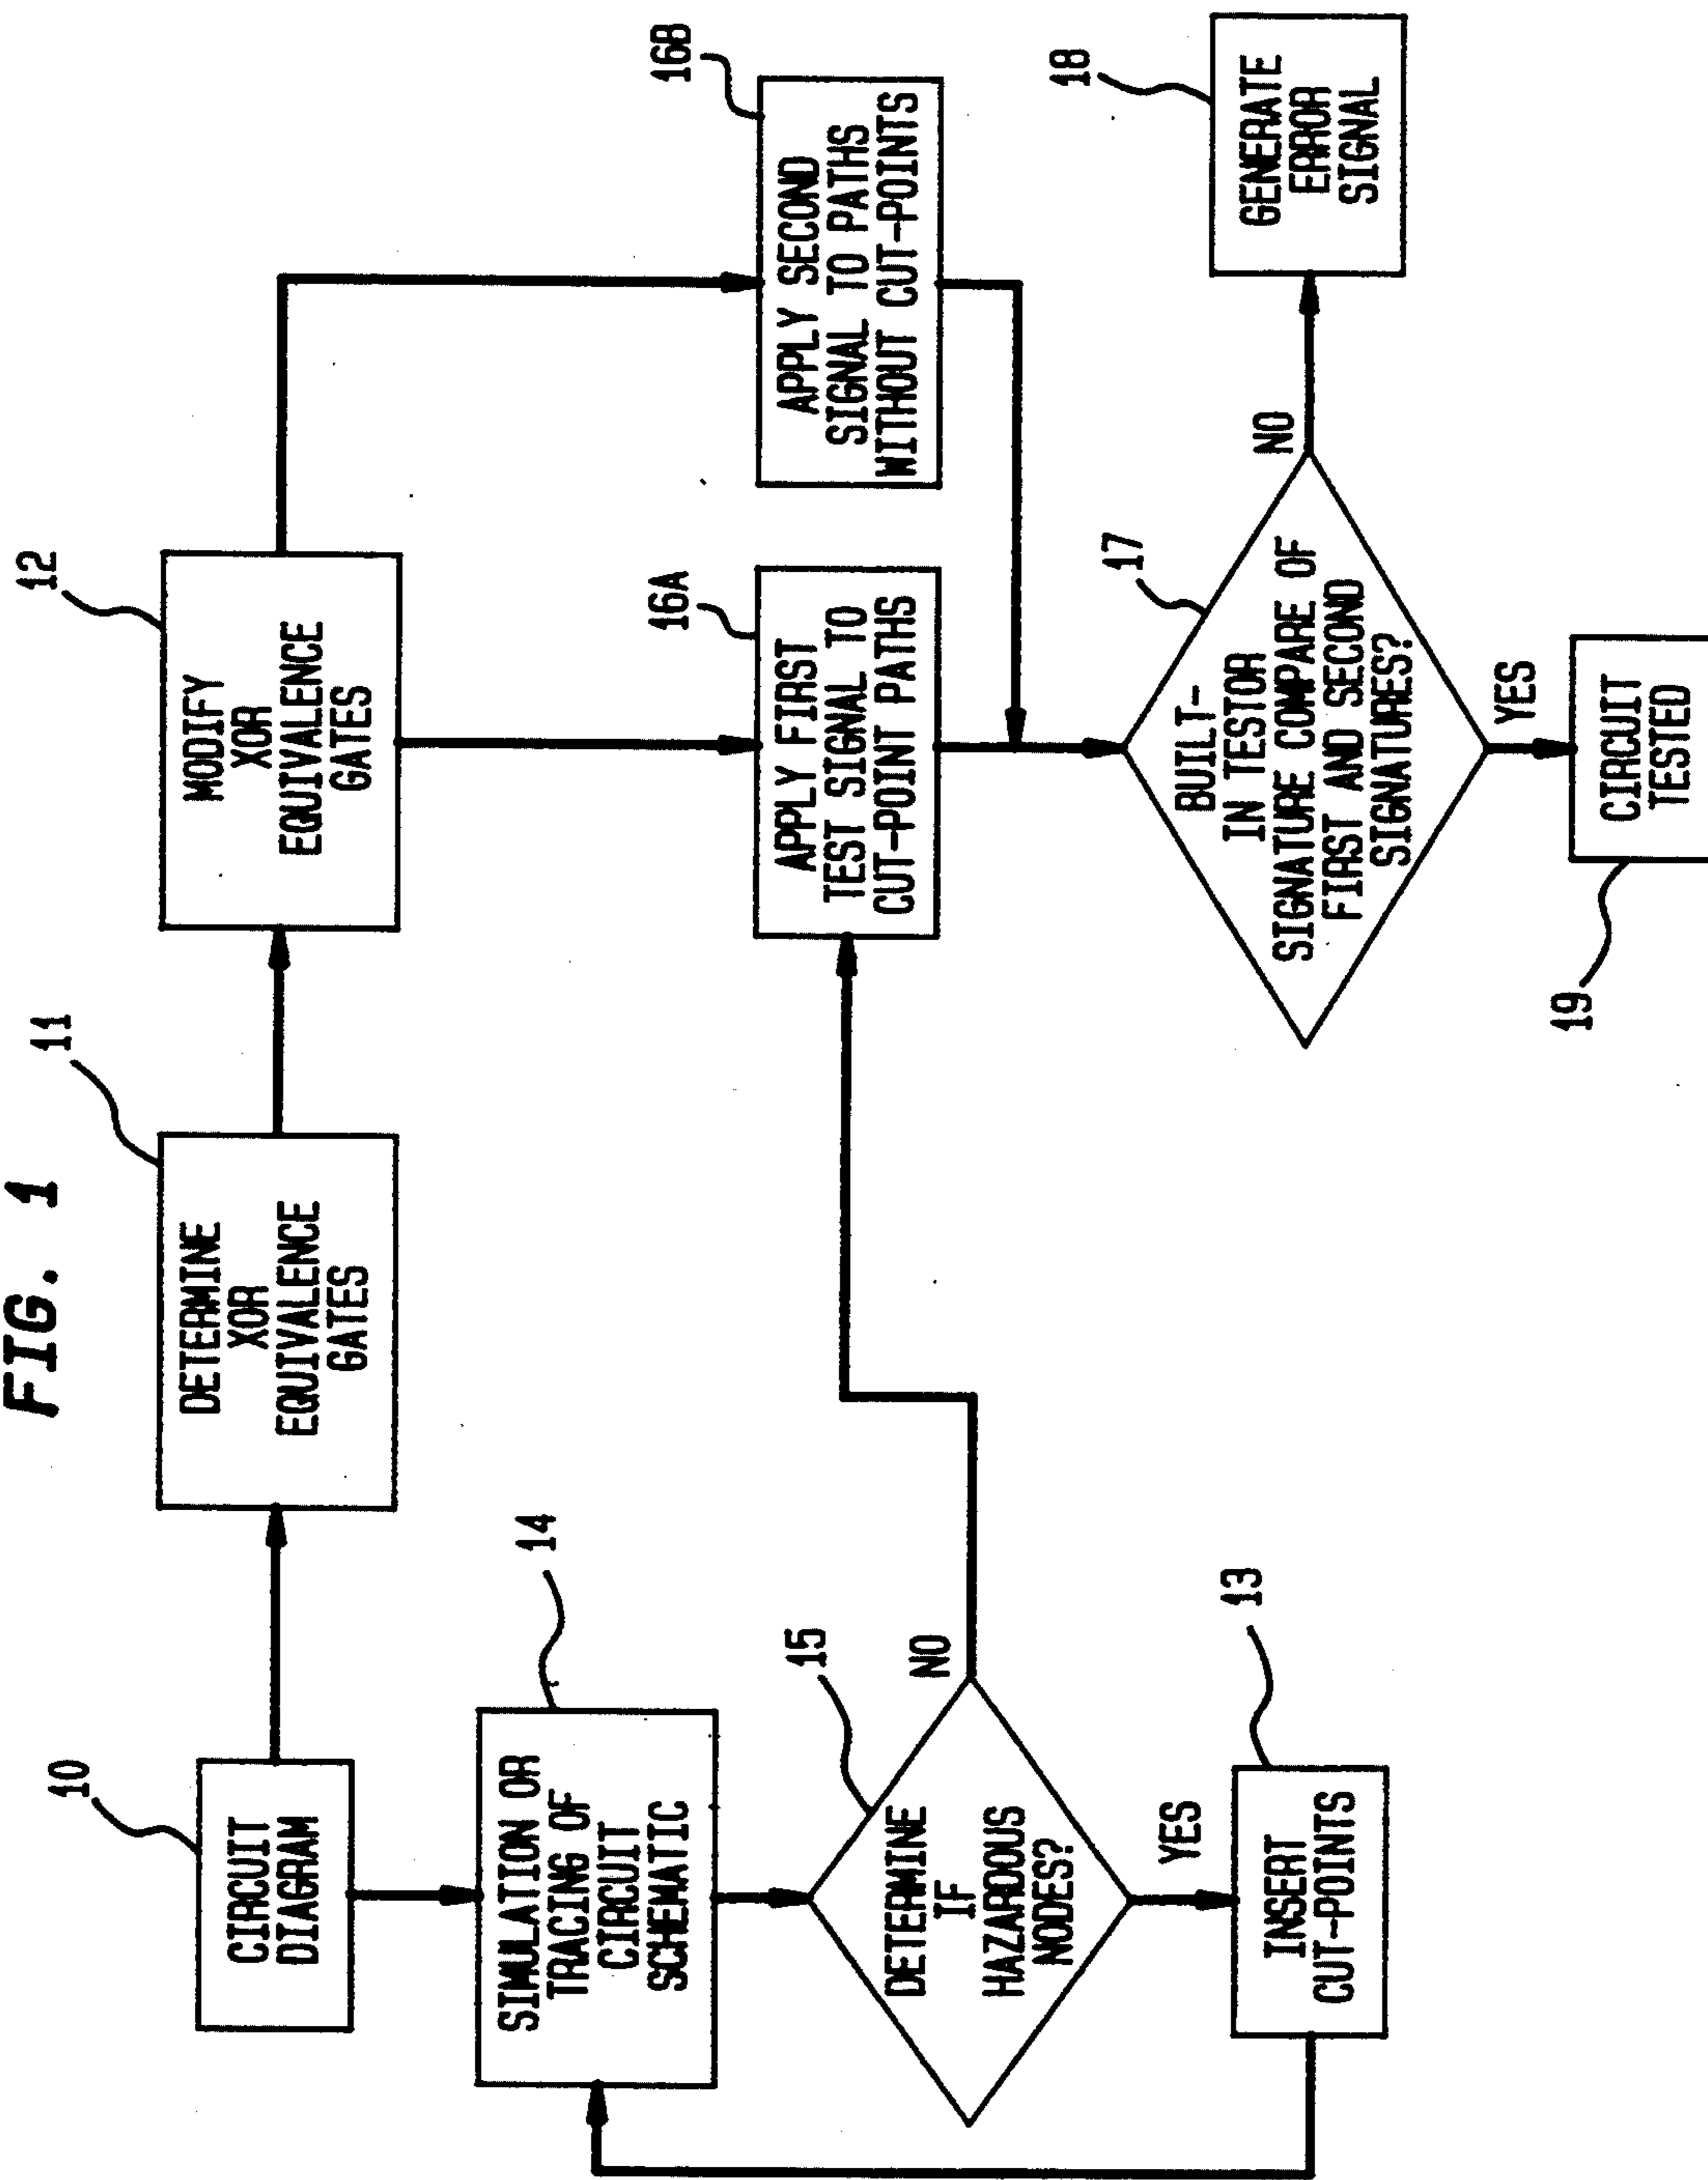 FIG. 1
10
CIRCUIT
DIAGRAM
11
DETERMINE
XOR
EQUIVALENCE
GATES
12
MODIFY
XOR
EQUIVALENCE
GATES
14
SIMULATION OR
TRACING OF
CIRCUIT
SCHEMATIC
15
DETERMINE
IF
HAZARDOUS
NODES?
NO
YES
13
INSERT
CUT-POINTS
16A
APPLY FIRST
TEST SIGNAL TO
CUT-POINT PATHS
16B
APPLY SECOND
SIGNAL TO PATHS
WITHOUT CUT-POINTS
17
BUILT-
IN TESTOR
SIGNATURE COMPARE OF
FIRST AND SECOND
SIGNATURES?
NO
YES
18
GENERATE
ERROR
SIGNAL
19
CIRCUIT
TESTED